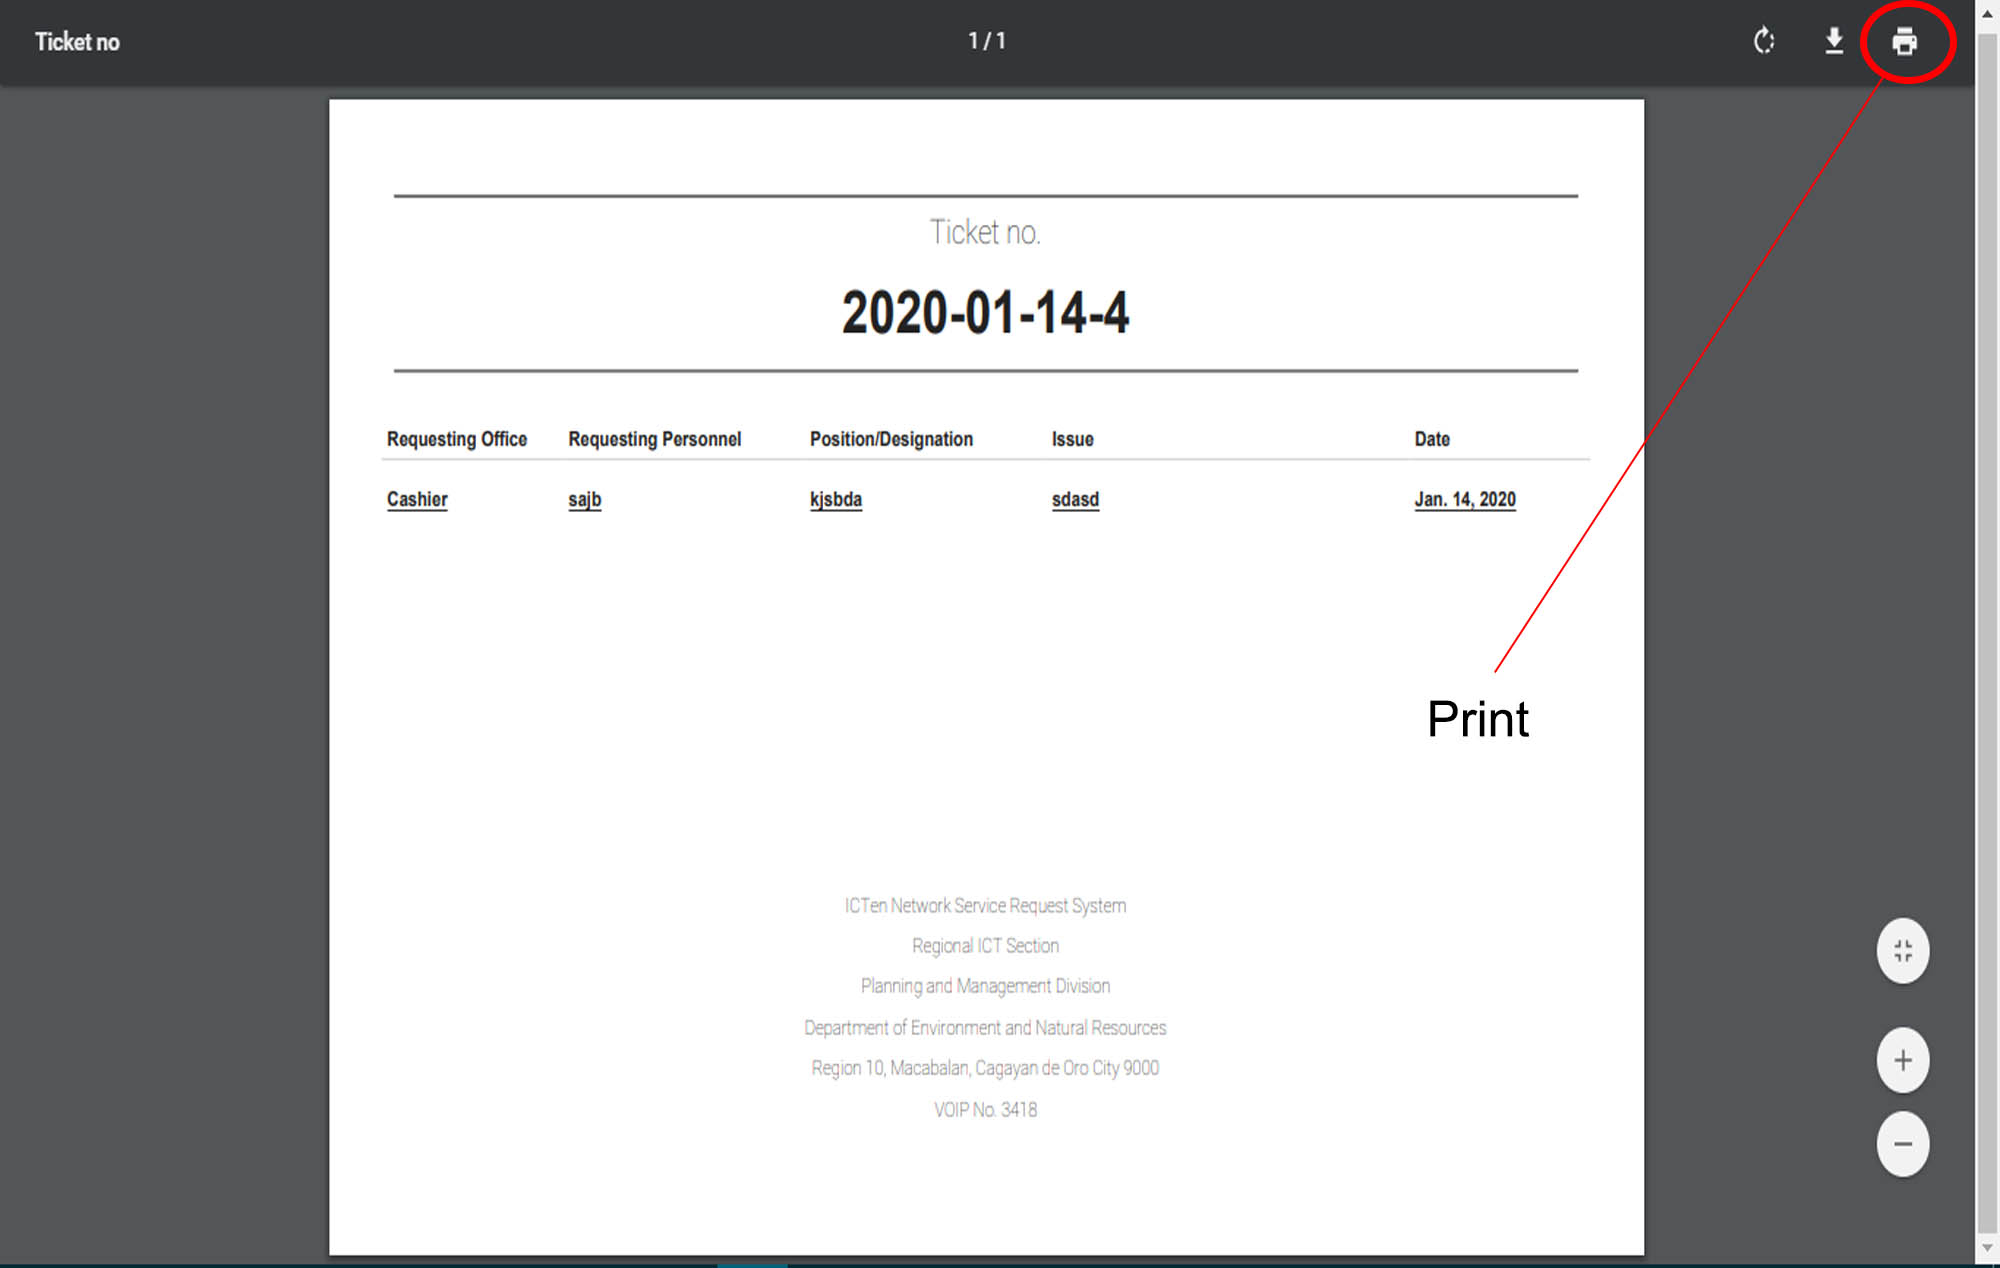 Ticket no
1 / 1
Ticket no.
2020-01-14-4
Requesting Office Requesting Personnel Position/Designation Issue Date
Cashier sajb kjsbda sdasd Jan. 14, 2020
Print
ICTen Network Service Request System
Regional ICT Section
Planning and Management Division
Department of Environment and Natural Resources
Region 10, Macabalan, Cagayan de Oro City 9000
VOIP No. 3418